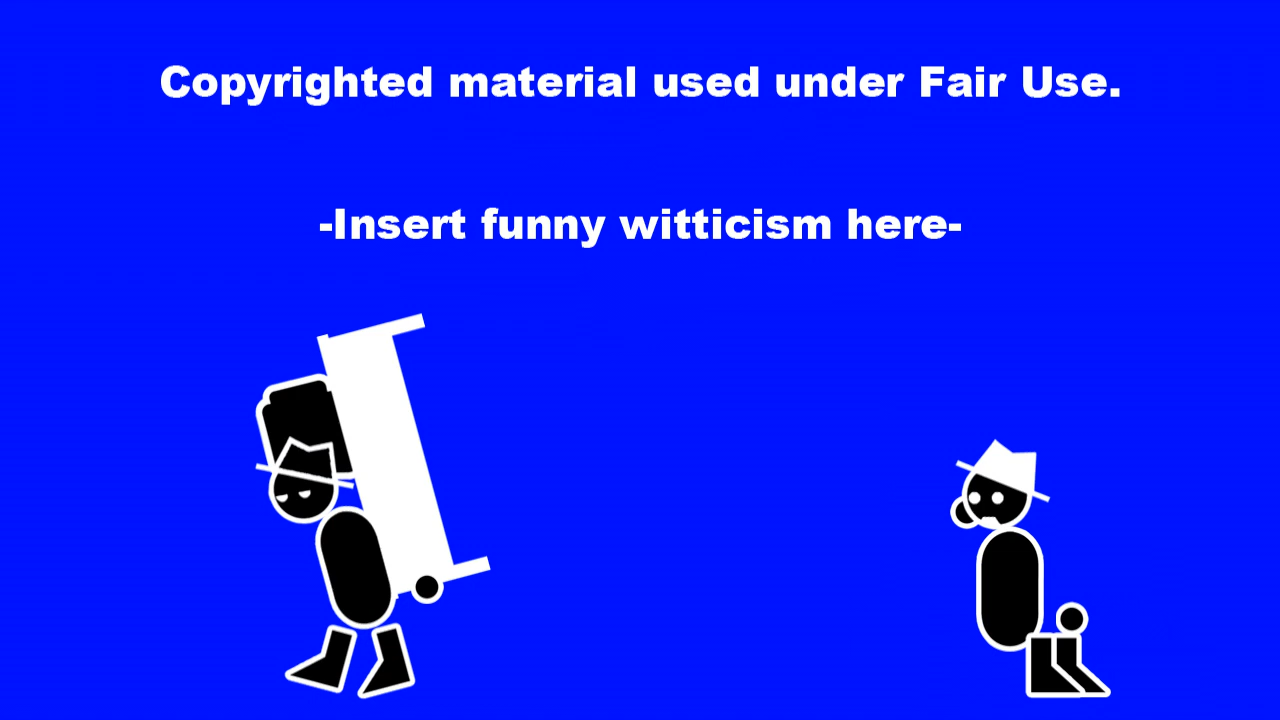 Copyrighted material used under Fair Use.
-Insert funny witticism here-